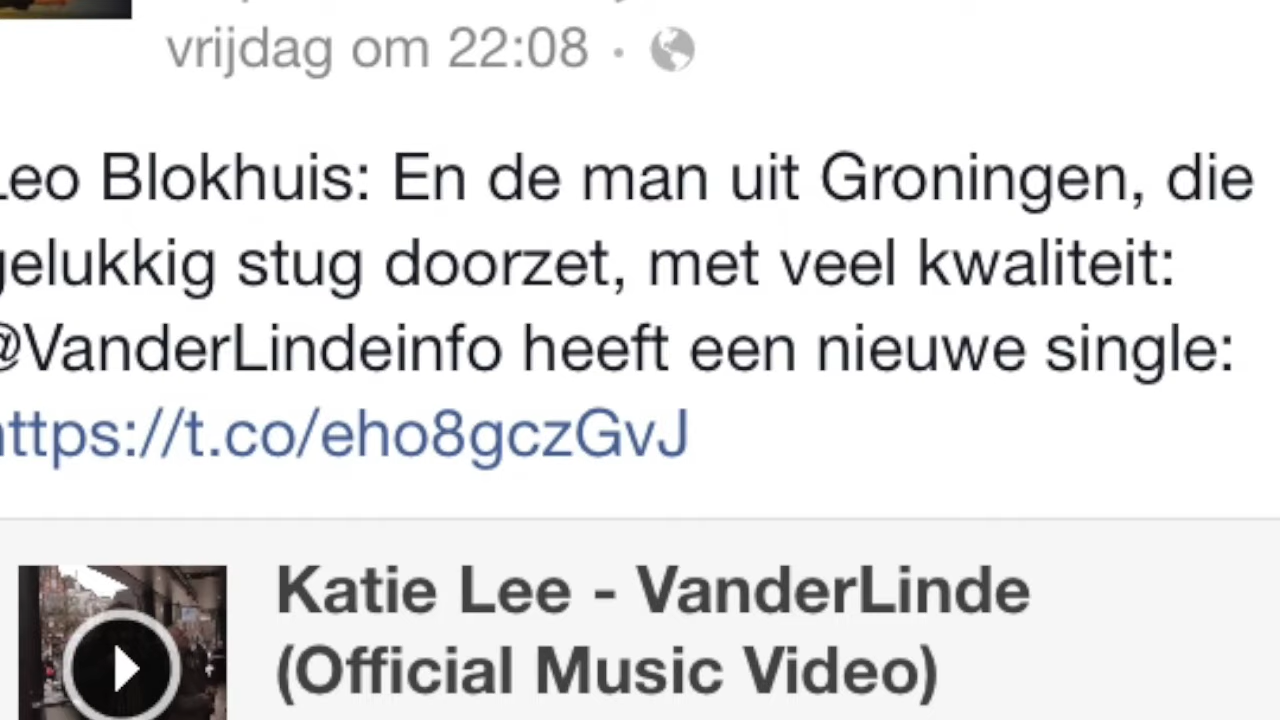 vrijdag om 22:08 ·
Leo Blokhuis: En de man uit Groningen, die
gelukkig stug doorzet, met veel kwaliteit:
@VanderLindeinfo heeft een nieuwe single:
https://t.co/eho8gczGvJ
Katie Lee - VanderLinde
(Official Music Video)